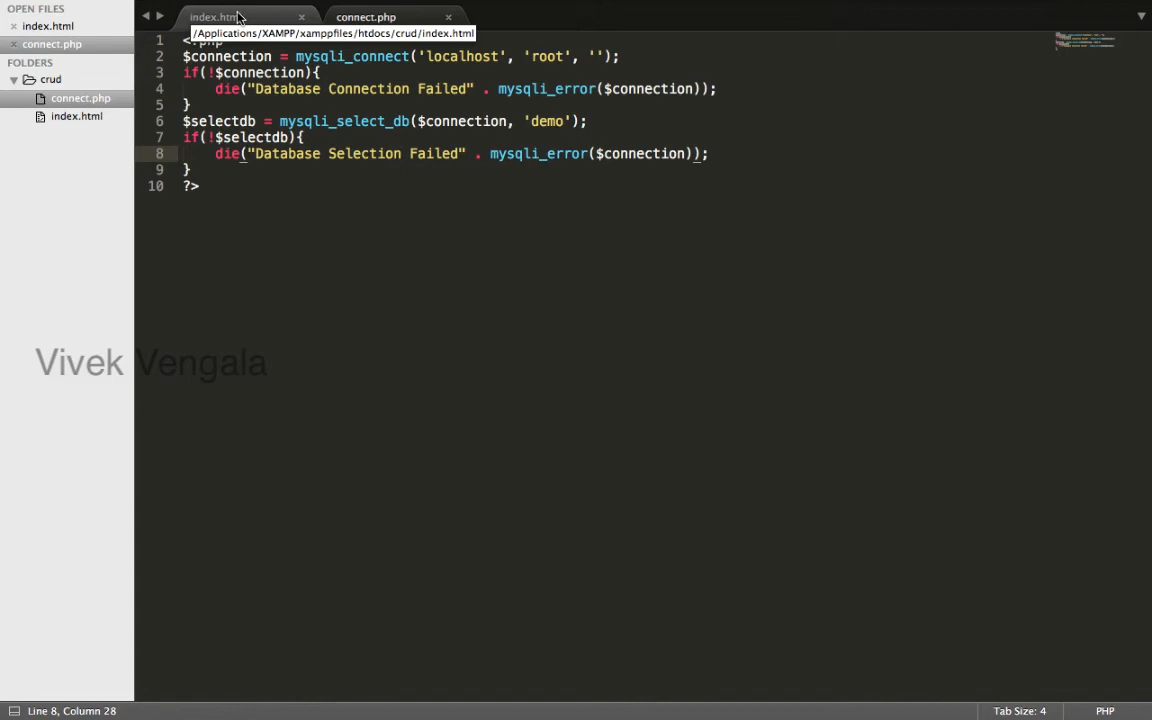 OPEN FILES
index.html
connect.php
FOLDERS
crud
connect.php
index.html
index.html
connect.php
/Applications/XAMPP/xamppfiles/htdocs/crud/index.html
1 <?php
2 $connection = mysqli_connect('localhost', 'root', '');
3 if(!$connection){
4 die("Database Connection Failed" . mysqli_error($connection));
5 }
6 $selectdb = mysqli_select_db($connection, 'demo');
7 if(!$selectdb){
8 die("Database Selection Failed" . mysqli_error($connection));
9 }
10 ?>
Vivek Vengala
Line 8, Column 28
Tab Size: 4
PHP